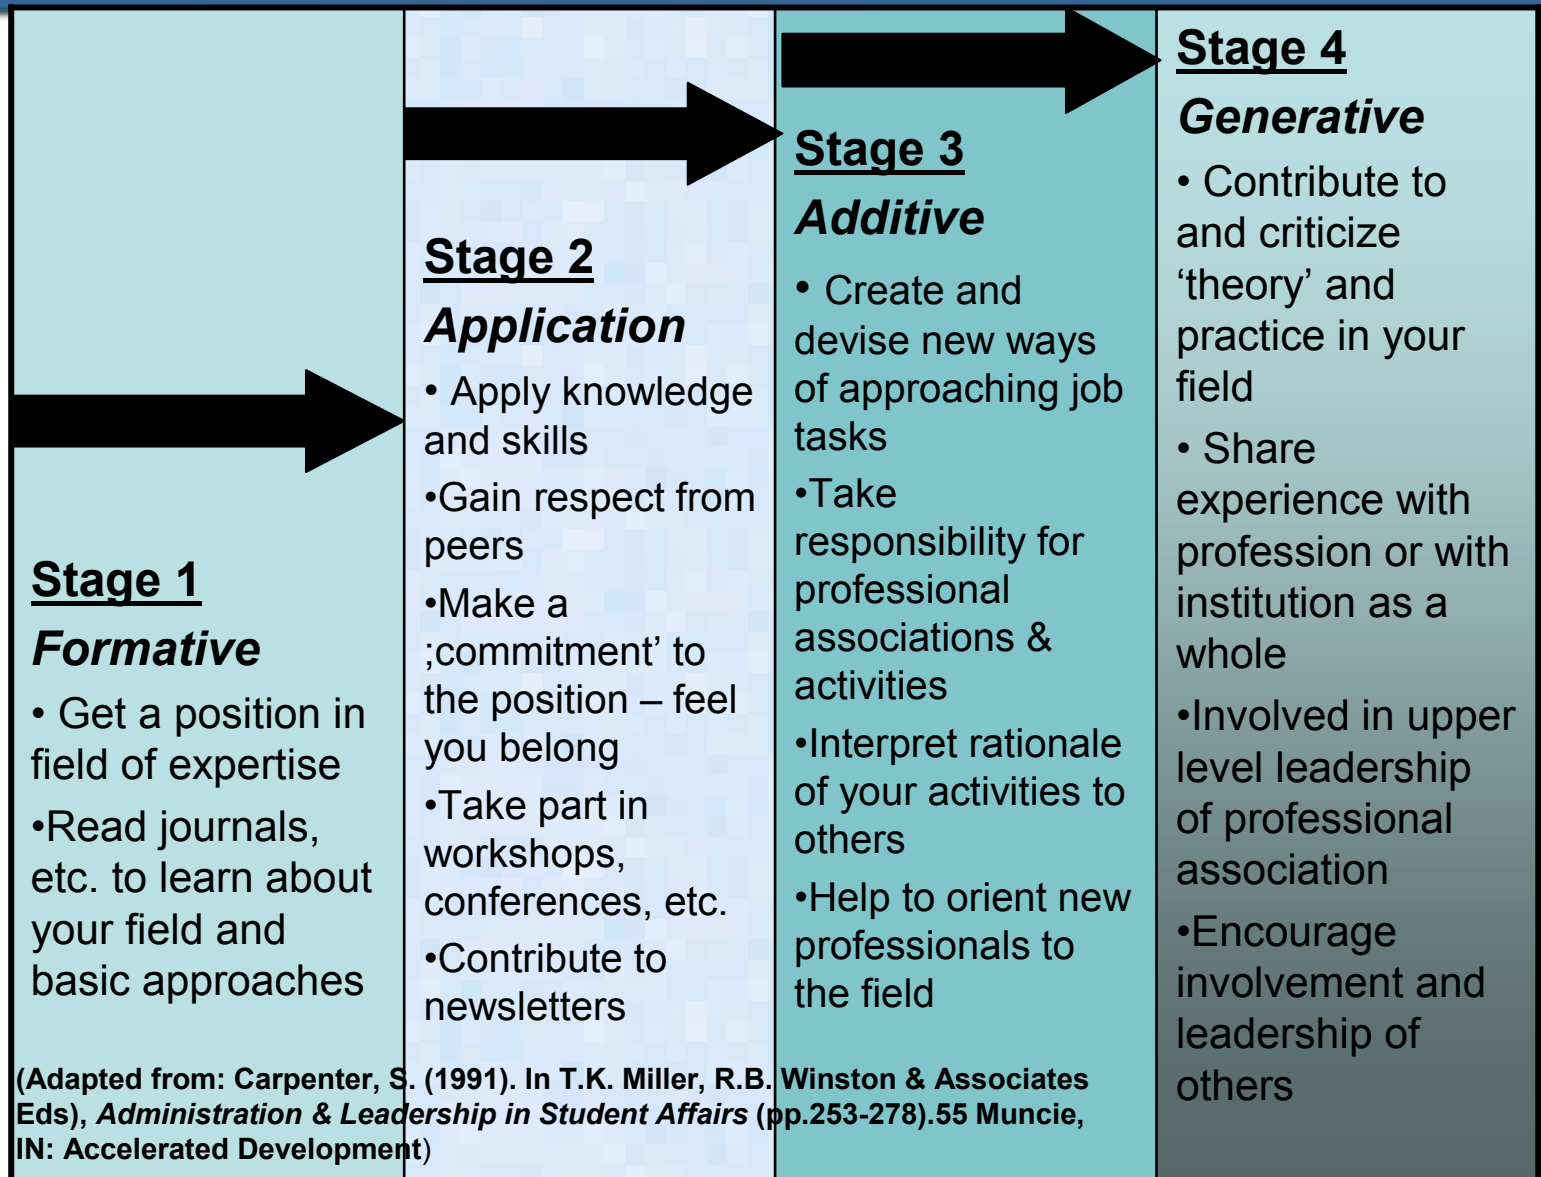 Stage 1
Formative
• Get a position in
field of expertise
•Read journals,
etc. to learn about
your field and
basic approaches
Stage 2
Application
• Apply knowledge
and skills
•Gain respect from
peers
•Make a
;commitment’ to
the position – feel
you belong
•Take part in
workshops,
conferences, etc.
•Contribute to
newsletters
Stage 3
Additive
• Create and
devise new ways
of approaching job
tasks
•Take
responsibility for
professional
associations &
activities
•Interpret rationale
of your activities to
others
•Help to orient new
professionals to
the field
Stage 4
Generative
• Contribute to
and criticize
‘theory’ and
practice in your
field
• Share
experience with
profession or with
institution as a
whole
•Involved in upper
level leadership
of professional
association
•Encourage
involvement and
leadership of
others
(Adapted from: Carpenter, S. (1991). In T.K. Miller, R.B. Winston & Associates
Eds), Administration & Leadership in Student Affairs (pp.253-278).55 Muncie,
IN: Accelerated Development)